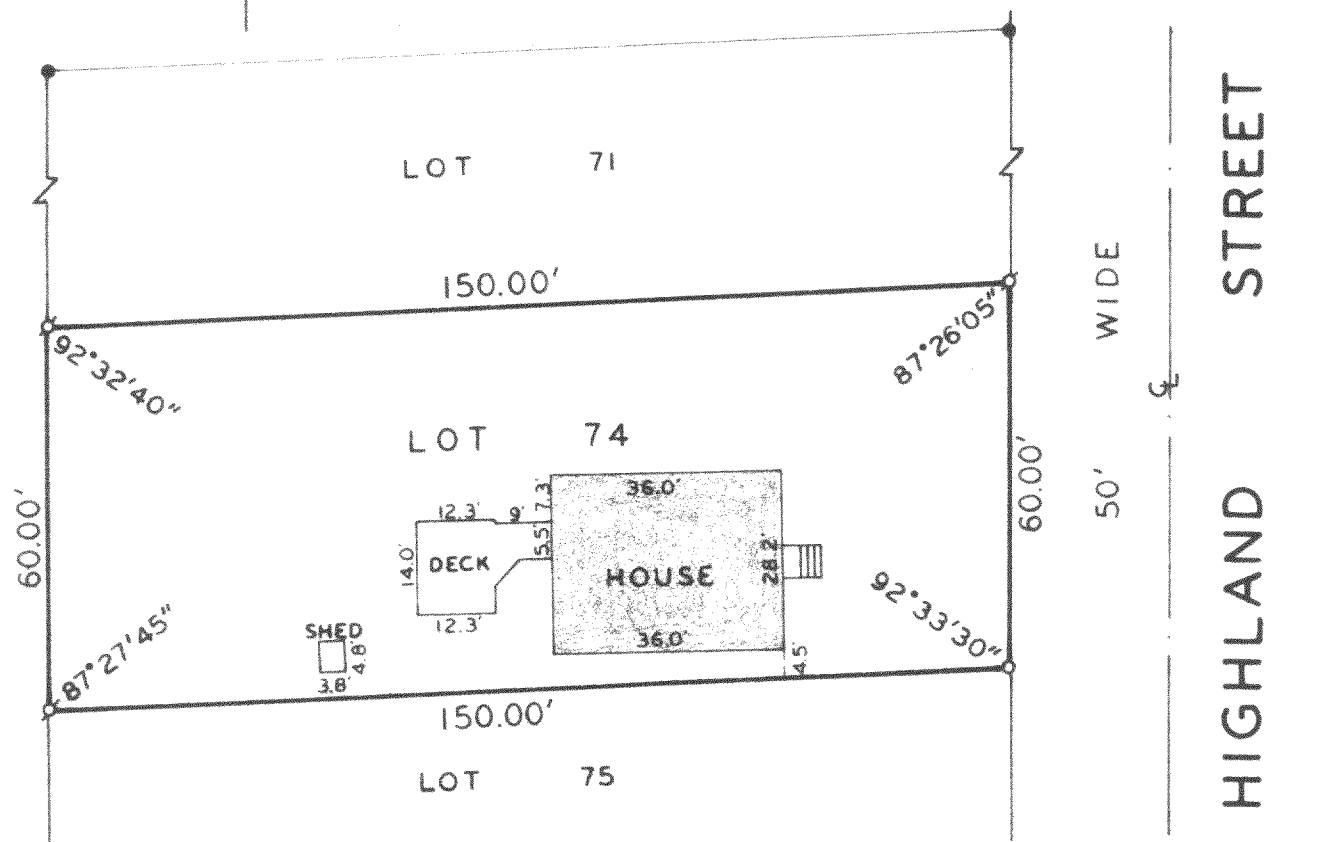 LOT 71
150.00'
92°32'40"
87°26'05"
LOT 74
60.00'
60.00'
36.0'
7.3'
12.3'
9'
5.5'
14.0'
DECK
HOUSE
28.2'
12.3'
36.0'
4.5'
SHED
4.8'
3.8'
87°27'45"
92°33'30"
150.00'
LOT 75
50' WIDE
℄
HIGHLAND STREET